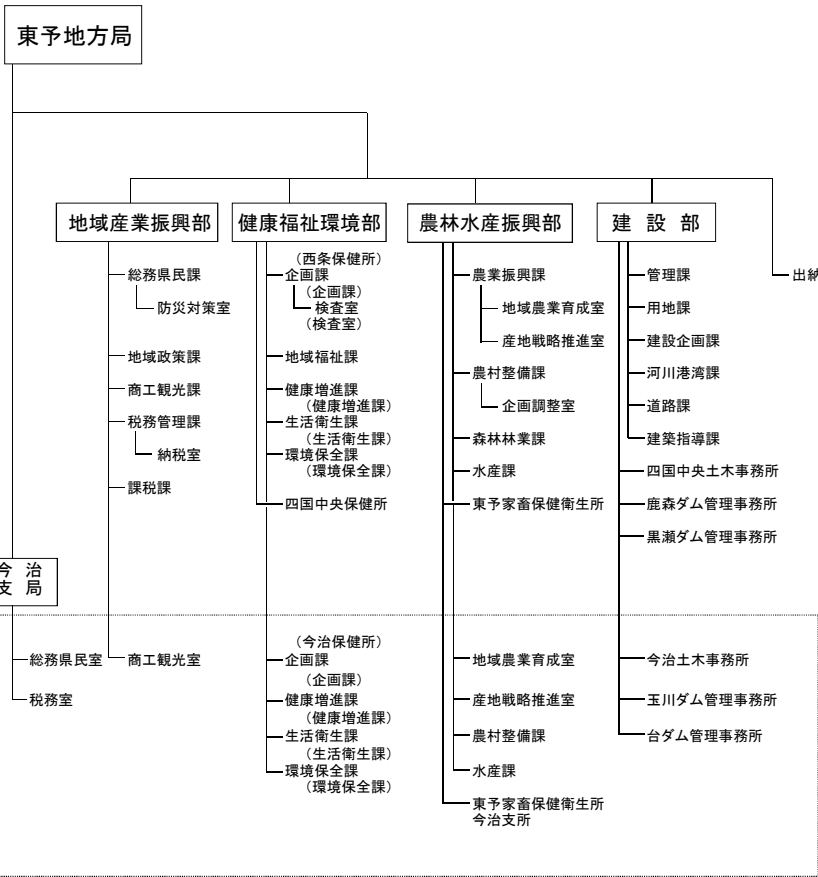 東予地方局
地域産業振興部
総務県民課
防災対策室
地域政策課
商工観光課
税務管理課
納税室
課税課
商工観光室
健康福祉環境部
(西条保健所)
企画課
(企画課)
検査室
(検査室)
地域福祉課
健康増進課
(健康増進課)
生活衛生課
(生活衛生課)
環境保全課
(環境保全課)
四国中央保健所
(今治保健所)
企画課
(企画課)
健康増進課
(健康増進課)
生活衛生課
(生活衛生課)
環境保全課
(環境保全課)
農林水産振興部
農業振興課
地域農業育成室
産地戦略推進室
農村整備課
企画調整室
森林林業課
水産課
東予家畜保健衛生所
地域農業育成室
産地戦略推進室
農村整備課
水産課
東予家畜保健衛生所
今治支所
建設部
管理課
用地課
建設企画課
河川港湾課
道路課
建築指導課
四国中央土木事務所
鹿森ダム管理事務所
黒瀬ダム管理事務所
今治土木事務所
玉川ダム管理事務所
台ダム管理事務所
出納
今治
支局
総務県民室
税務室